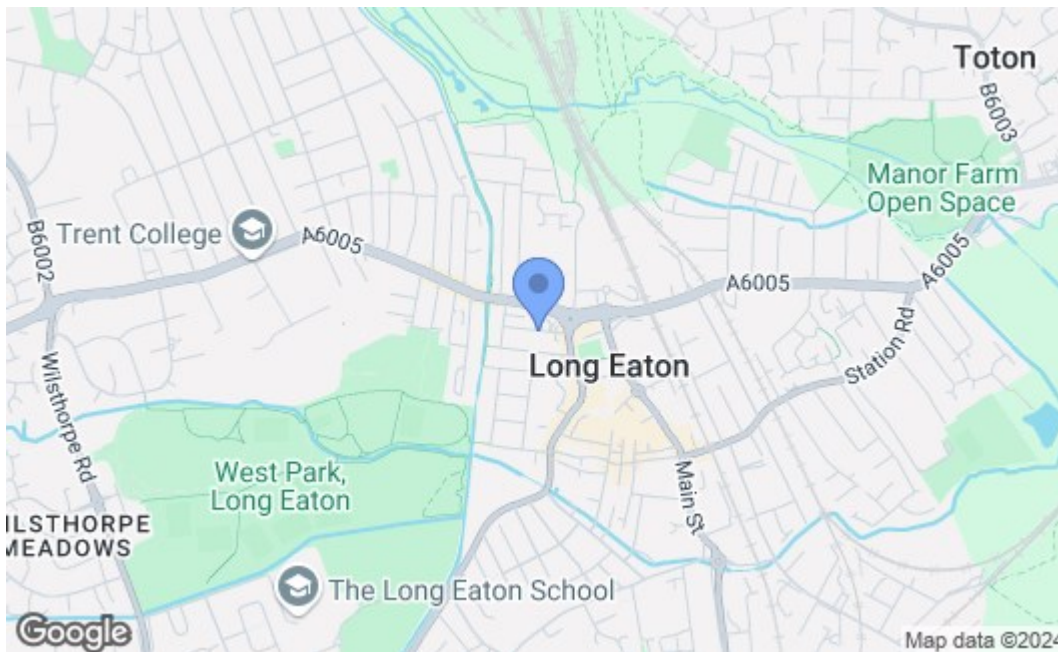 Toton
B6003
Manor Farm
Open Space
Trent College
A6005
B6002
A6005
A6005
Station Rd
Long Eaton
Wilsthorpe Rd
West Park,
Long Eaton
Main St
ILSTHORPE
MEADOWS
The Long Eaton School
Google
Map data ©2024